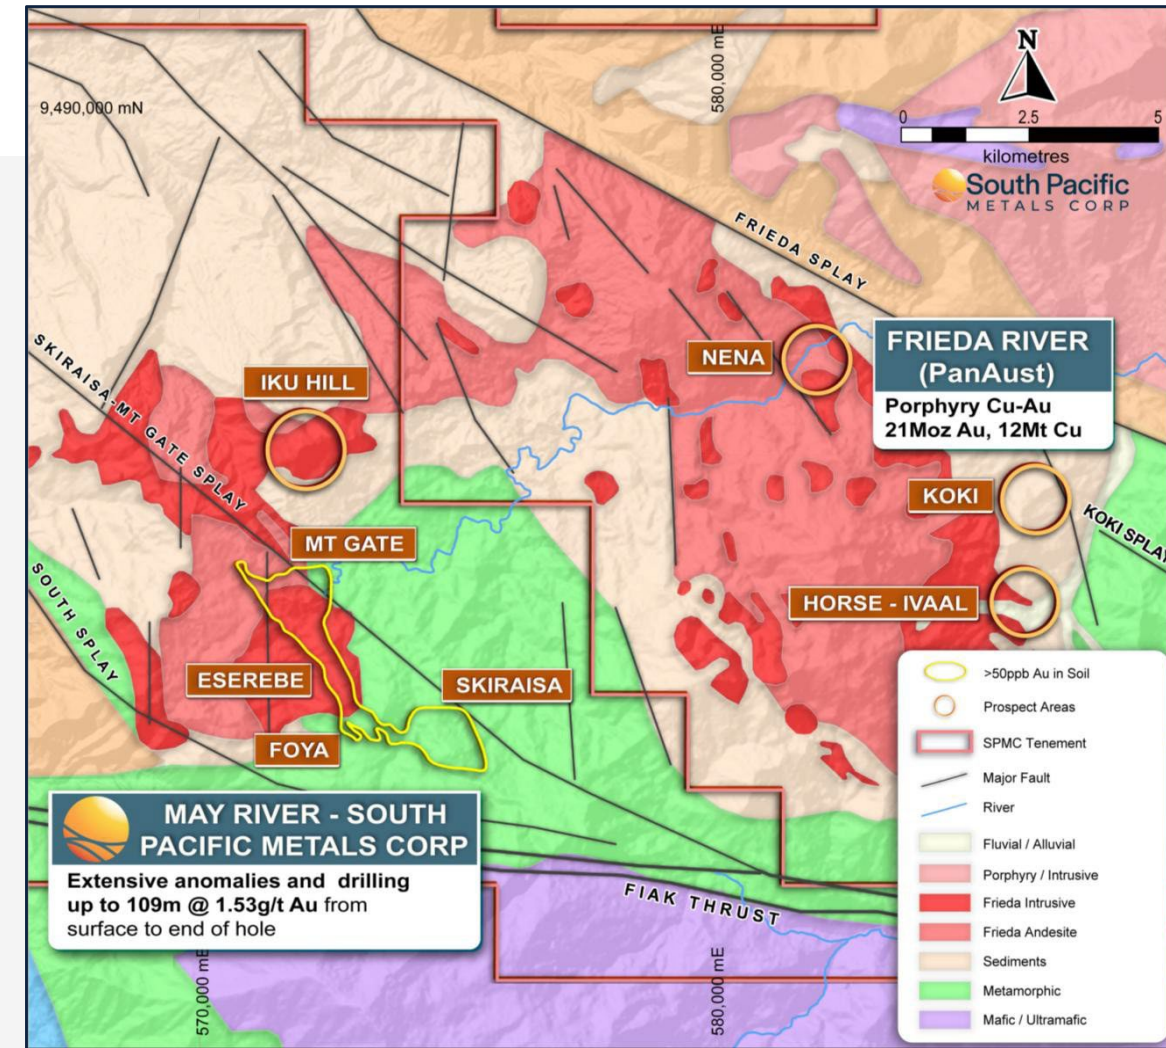 580,000 mE
N
9,490,000 mN
0 2.5 5
kilometres
South Pacific
METALS CORP
FRIEDA SPLAY
SKIRAISA-MT GATE SPLAY
NENA
FRIEDA RIVER
(PanAust)
Porphyry Cu-Au
21Moz Au, 12Mt Cu
IKU HILL
KOKI
KOKI SPLAY
MT GATE
SOUTH SPLAY
HORSE - IVAAL
ESEREBE
SKIRAISA
FOYA
>50ppb Au in Soil
Prospect Areas
SPMC Tenement
Major Fault
River
Fluvial / Alluvial
Porphyry / Intrusive
Frieda Intrusive
Frieda Andesite
Sediments
Metamorphic
Mafic / Ultramafic
MAY RIVER - SOUTH
PACIFIC METALS CORP
Extensive anomalies and drilling
up to 109m @ 1.53g/t Au from
surface to end of hole
FIAK THRUST
570,000 mE
580,000 mE